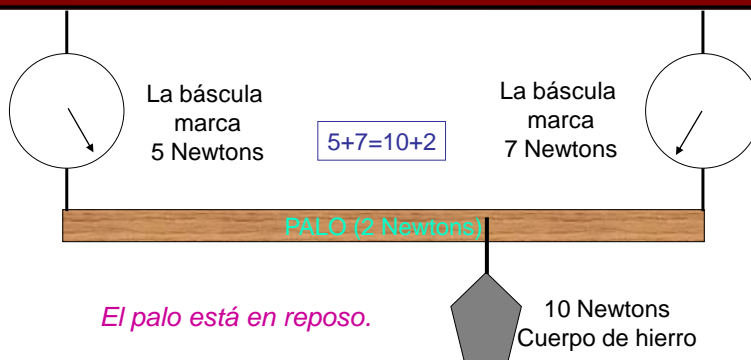 La báscula
marca
5 Newtons
5+7=10+2
La báscula
marca
7 Newtons
PALO (2 Newtons)
El palo está en reposo.
10 Newtons
Cuerpo de hierro